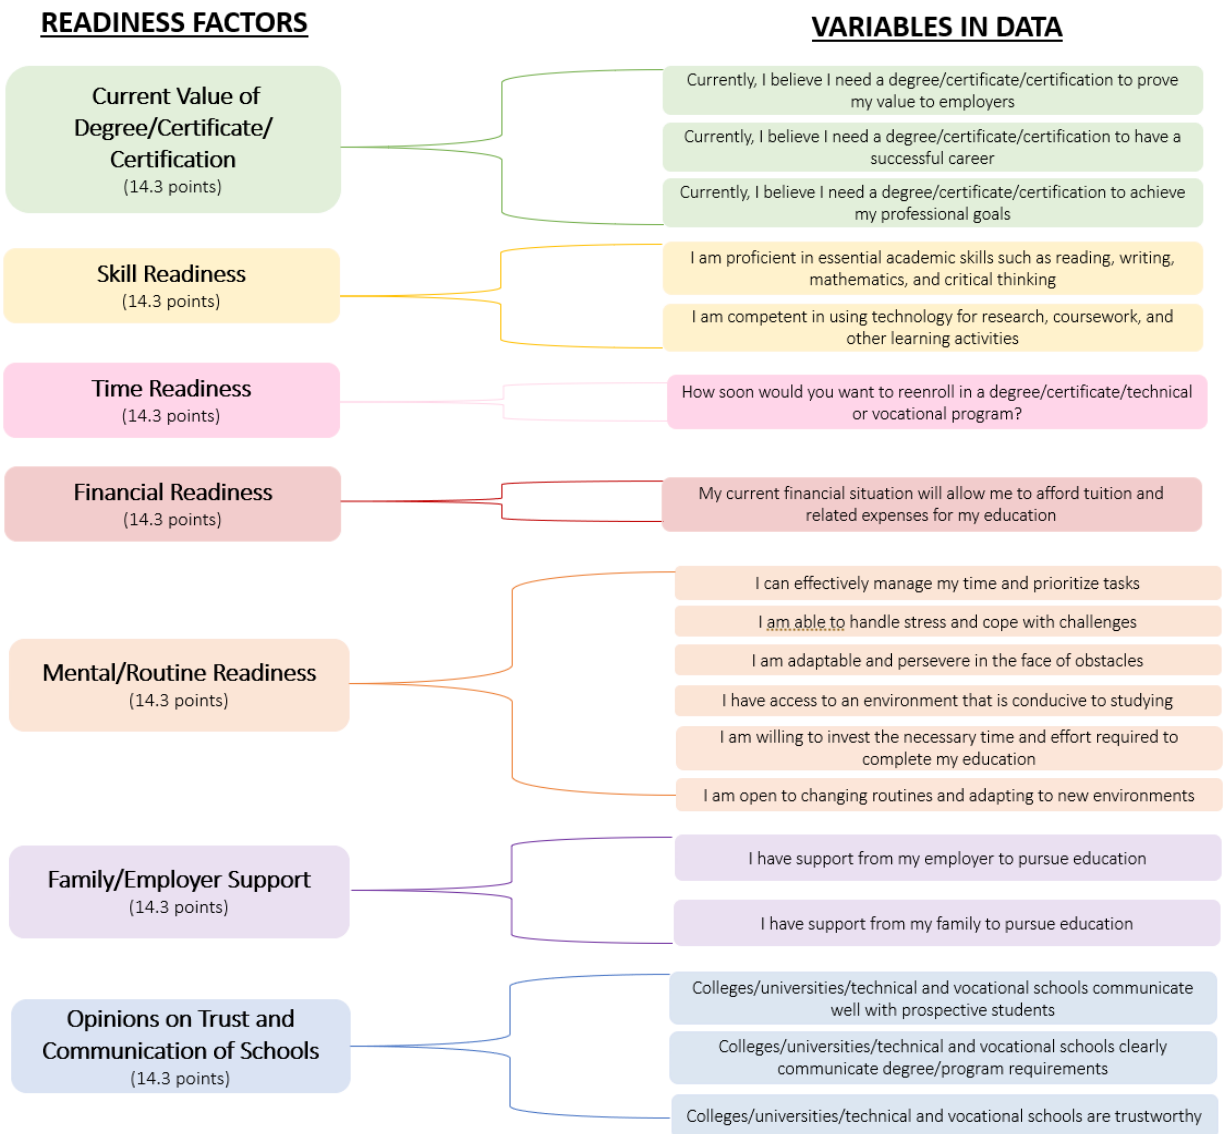 READINESS FACTORS
VARIABLES IN DATA
Current Value of
Degree/Certificate/
Certification
(14.3 points)
Currently, I believe I need a degree/certificate/certification to prove
my value to employers
Currently, I believe I need a degree/certificate/certification to have a
successful career
Currently, I believe I need a degree/certificate/certification to achieve
my professional goals
Skill Readiness
(14.3 points)
I am proficient in essential academic skills such as reading, writing,
mathematics, and critical thinking
I am competent in using technology for research, coursework, and
other learning activities
Time Readiness
(14.3 points)
How soon would you want to reenroll in a degree/certificate/technical
or vocational program?
Financial Readiness
(14.3 points)
My current financial situation will allow me to afford tuition and
related expenses for my education
Mental/Routine Readiness
(14.3 points)
I can effectively manage my time and prioritize tasks
I am able to handle stress and cope with challenges
I am adaptable and persevere in the face of obstacles
I have access to an environment that is conducive to studying
I am willing to invest the necessary time and effort required to
complete my education
I am open to changing routines and adapting to new environments
Family/Employer Support
(14.3 points)
I have support from my employer to pursue education
I have support from my family to pursue education
Opinions on Trust and
Communication of Schools
(14.3 points)
Colleges/universities/technical and vocational schools communicate
well with prospective students
Colleges/universities/technical and vocational schools clearly
communicate degree/program requirements
Colleges/universities/technical and vocational schools are trustworthy